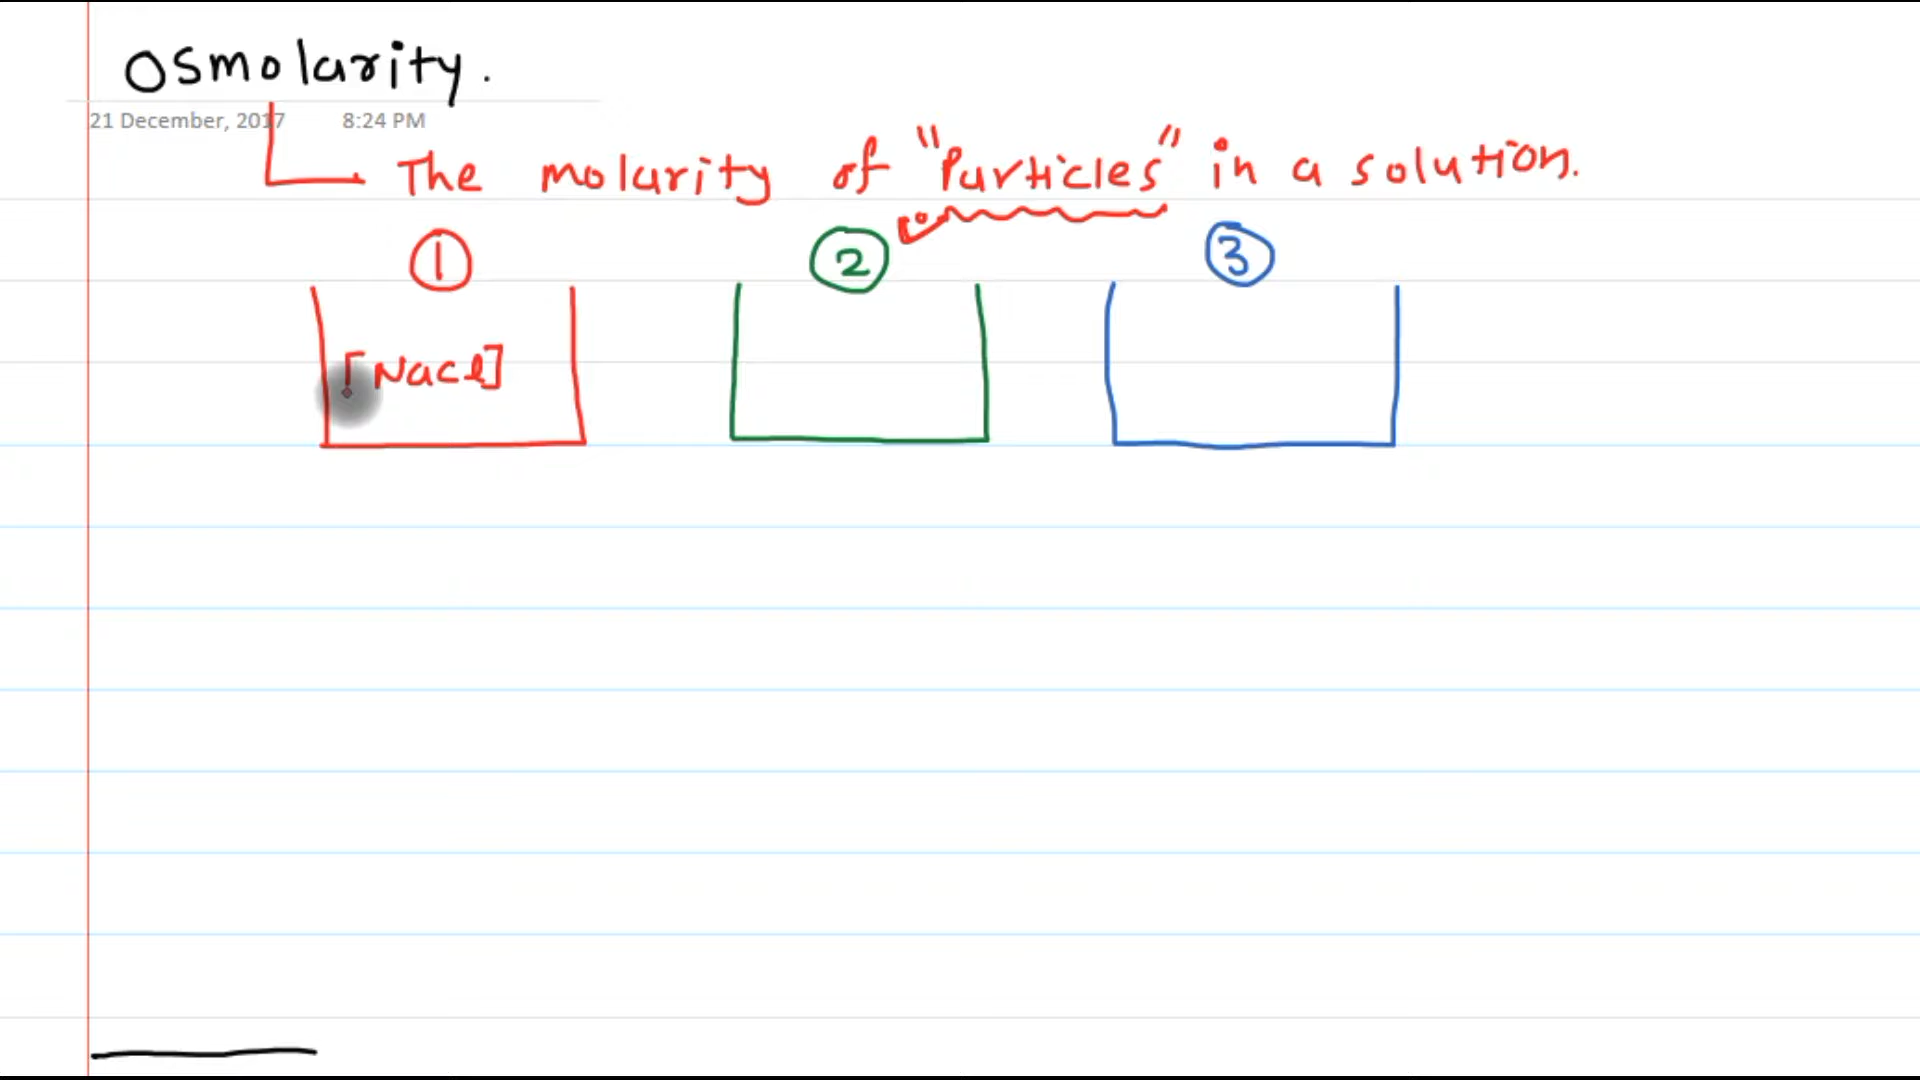 Osmolarity.
21 December, 2017 8:24 PM
The molarity of "Particles" in a solution.
1 2 3
[Nacl]